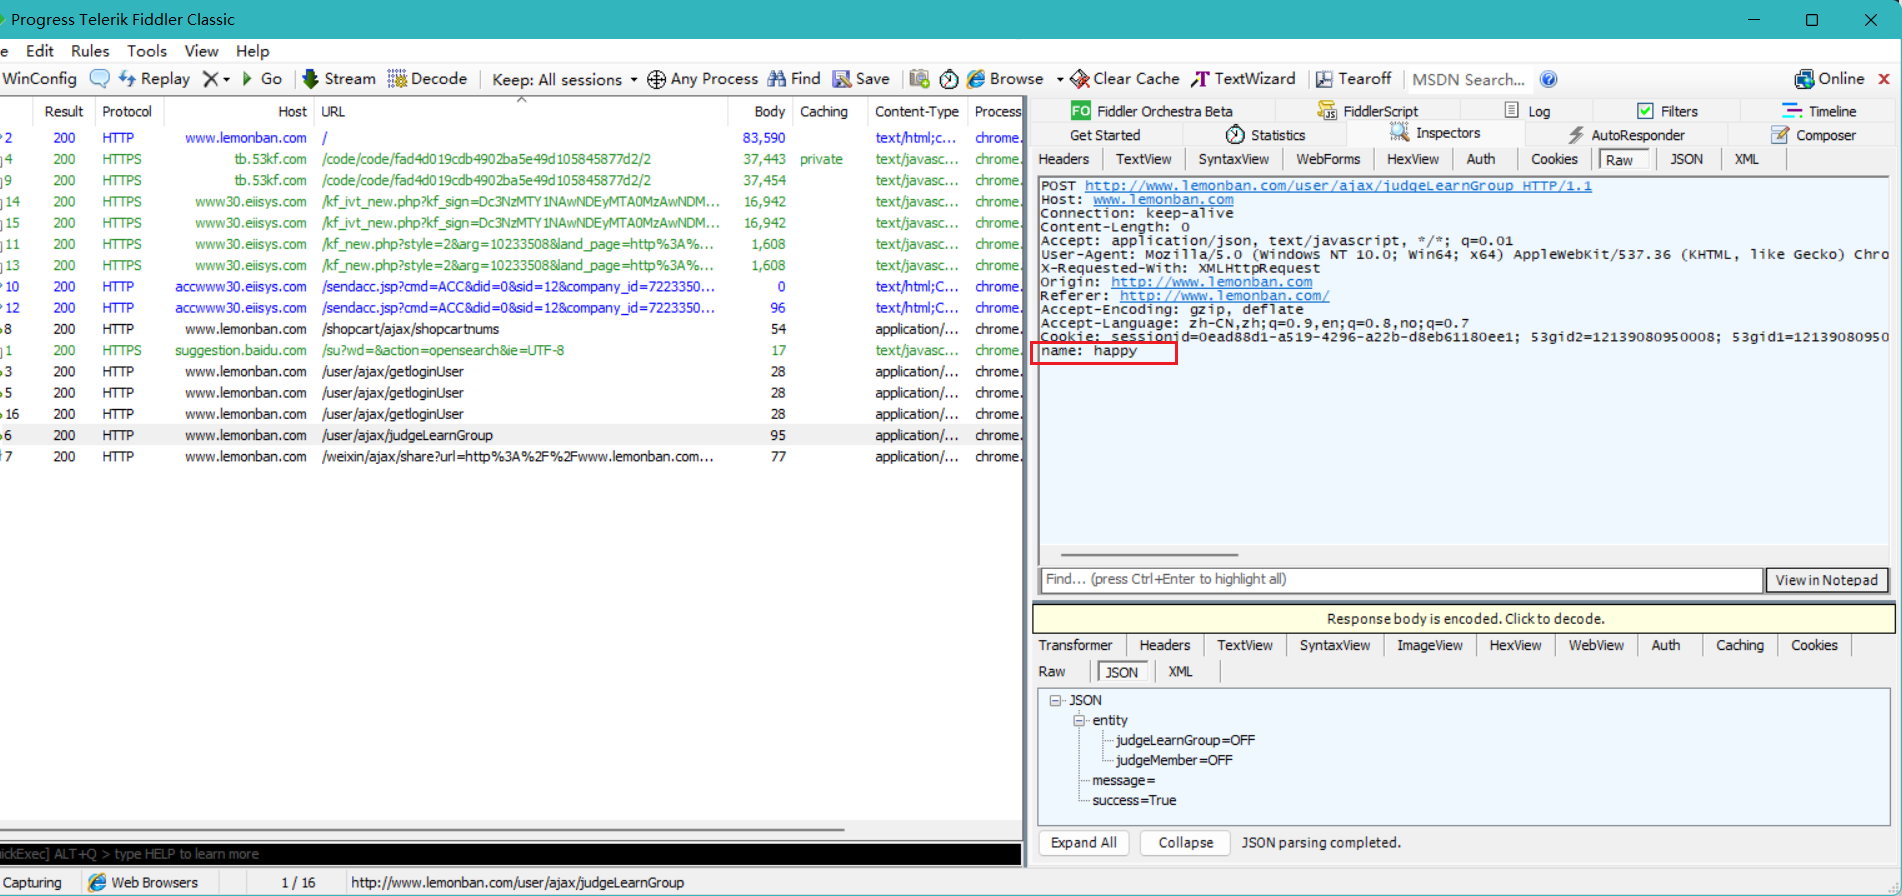 Progress Telerik Fiddler Classic
e Edit Rules Tools View Help
WinConfig Replay Go Stream Decode Keep: All sessions Any Process Find Save Browse Clear Cache TextWizard Tearoff MSDN Search... Online
Result Protocol Host URL Body Caching Content-Type Process
2 200 HTTP www.lemonban.com / 83,590 text/html;c... chrome.
4 200 HTTPS tb.53kf.com /code/code/fad4d019cdb4902ba5e49d105845877d2/2 37,443 private text/javasc... chrome.
9 200 HTTPS tb.53kf.com /code/code/fad4d019cdb4902ba5e49d105845877d2/2 37,454 text/javasc... chrome.
14 200 HTTPS www30.eiisys.com /kf_ivt_new.php?kf_sign=Dc3NzMTY1NAwNDEyMTA0MzAwNDM... 16,942 text/javasc... chrome.
15 200 HTTPS www30.eiisys.com /kf_ivt_new.php?kf_sign=Dc3NzMTY1NAwNDEyMTA0MzAwNDM... 16,942 text/javasc... chrome.
11 200 HTTPS www30.eiisys.com /kf_new.php?style=2&arg=10233508&land_page=http%3A%... 1,608 text/javasc... chrome.
13 200 HTTPS www30.eiisys.com /kf_new.php?style=2&arg=10233508&land_page=http%3A%... 1,608 text/javasc... chrome.
10 200 HTTP accwww30.eiisys.com /sendacc.jsp?cmd=ACC&did=0&sid=12&company_id=7223350... 0 text/html;C... chrome.
12 200 HTTP accwww30.eiisys.com /sendacc.jsp?cmd=ACC&did=0&sid=12&company_id=7223350... 96 text/html;C... chrome.
8 200 HTTP www.lemonban.com /shopcart/ajax/shopcartnums 54 application/... chrome.
1 200 HTTPS suggestion.baidu.com /su?wd=&action=opensearch&ie=UTF-8 17 text/javasc... chrome.
3 200 HTTP www.lemonban.com /user/ajax/getloginUser 28 application/... chrome.
5 200 HTTP www.lemonban.com /user/ajax/getloginUser 28 application/... chrome.
16 200 HTTP www.lemonban.com /user/ajax/getloginUser 28 application/... chrome.
6 200 HTTP www.lemonban.com /user/ajax/judgeLearnGroup 95 application/... chrome.
7 200 HTTP www.lemonban.com /weixin/ajax/share?url=http%3A%2F%2Fwww.lemonban.com... 77 application/... chrome.
uickExec] ALT+Q > type HELP to learn more
Capturing Web Browsers 1 / 16 http://www.lemonban.com/user/ajax/judgeLearnGroup
FO Fiddler Orchestra Beta FiddlerScript Log Filters Timeline
Get Started Statistics Inspectors AutoResponder Composer
Headers TextView SyntaxView WebForms HexView Auth Cookies Raw JSON XML
POST http://www.lemonban.com/user/ajax/judgeLearnGroup HTTP/1.1
Host: www.lemonban.com
Connection: keep-alive
Content-Length: 0
Accept: application/json, text/javascript, */*; q=0.01
User-Agent: Mozilla/5.0 (Windows NT 10.0; Win64; x64) AppleWebKit/537.36 (KHTML, like Gecko) Chro
X-Requested-With: XMLHttpRequest
Origin: http://www.lemonban.com
Referer: http://www.lemonban.com/
Accept-Encoding: gzip, deflate
Accept-Language: zh-CN,zh;q=0.9,en;q=0.8,no;q=0.7
Cookie: sessionid=0ead88d1-a519-4296-a22b-d8eb61180ee1; 53gid2=12139080950008; 53gid1=1213908095​0
name: happy
Find... (press Ctrl+Enter to highlight all) View in Notepad
Response body is encoded. Click to decode.
Transformer Headers TextView SyntaxView ImageView HexView WebView Auth Caching Cookies
Raw JSON XML
JSON
entity
judgeLearnGroup=OFF
judgeMember=OFF
message=
success=True
Expand All Collapse JSON parsing completed.